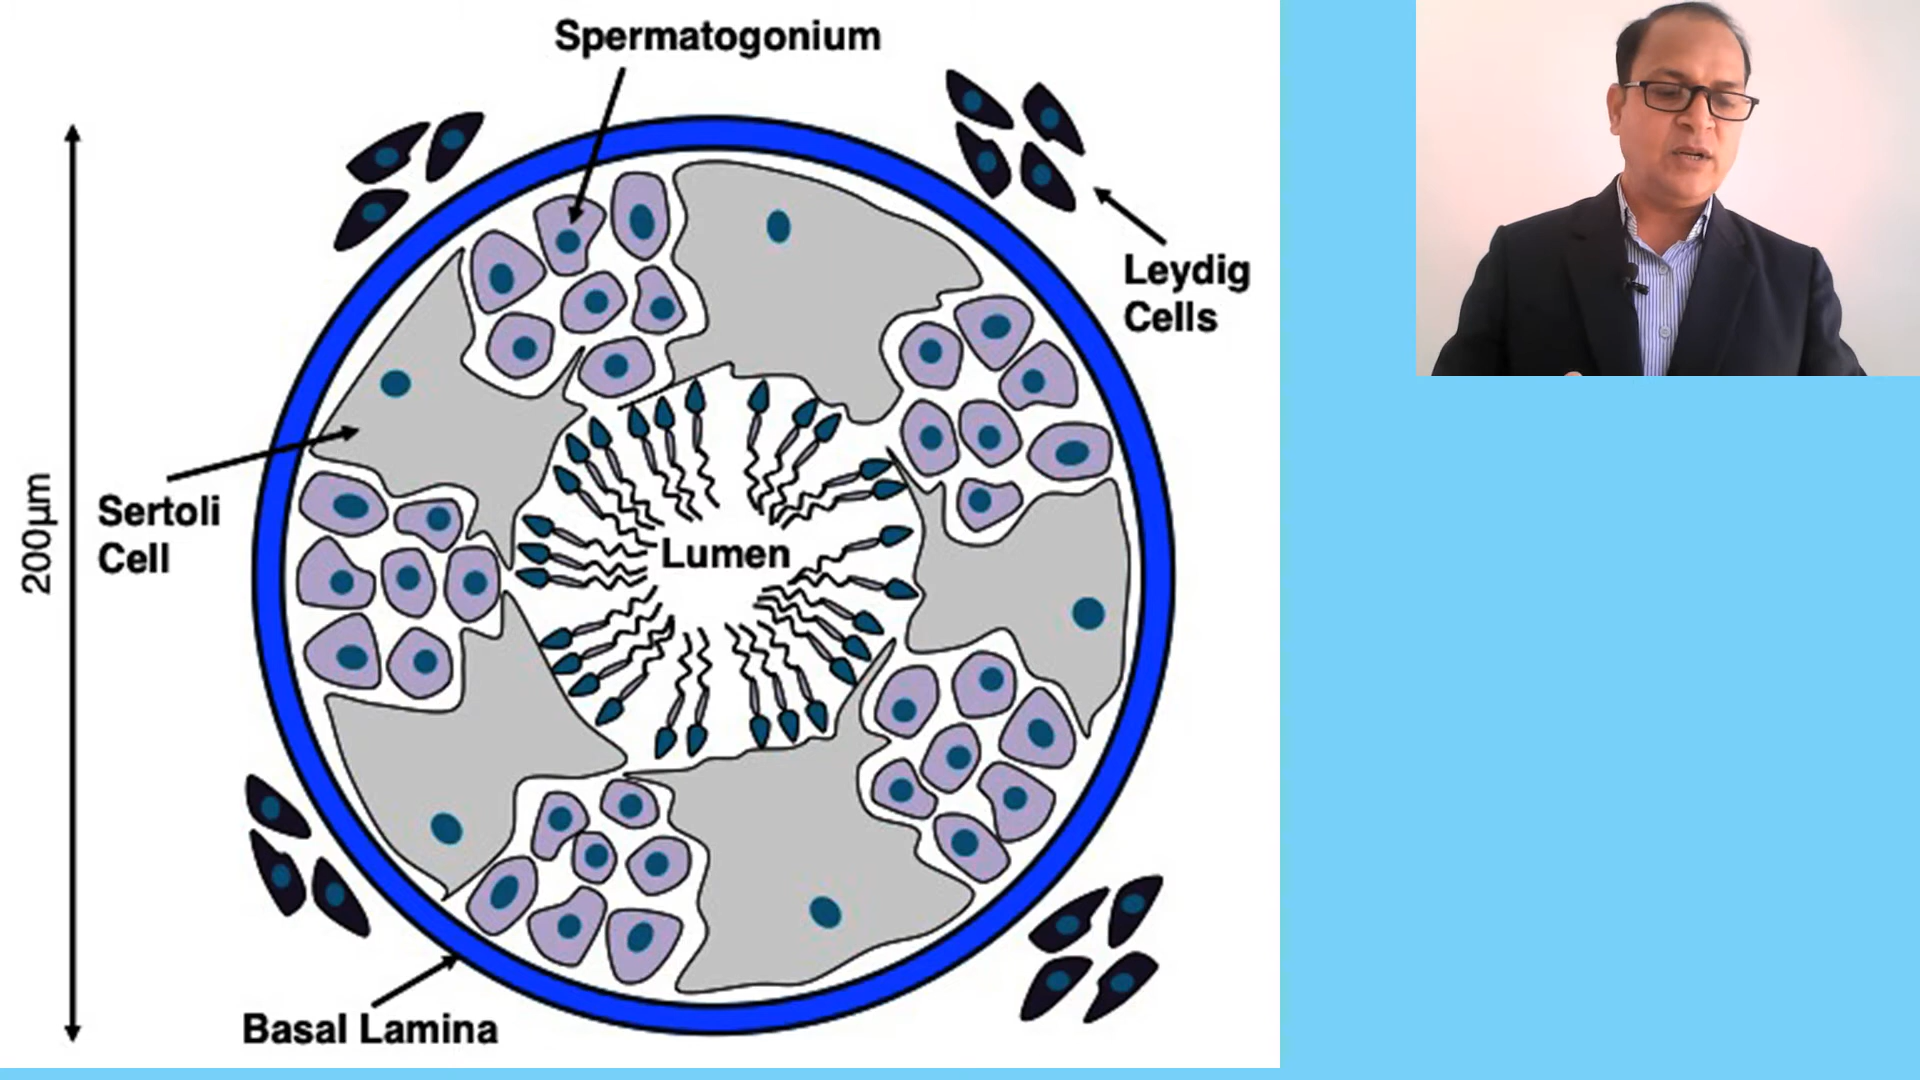 Spermatogonium
Leydig
Cells
Sertoli
Cell
200µm
Lumen
Basal Lamina